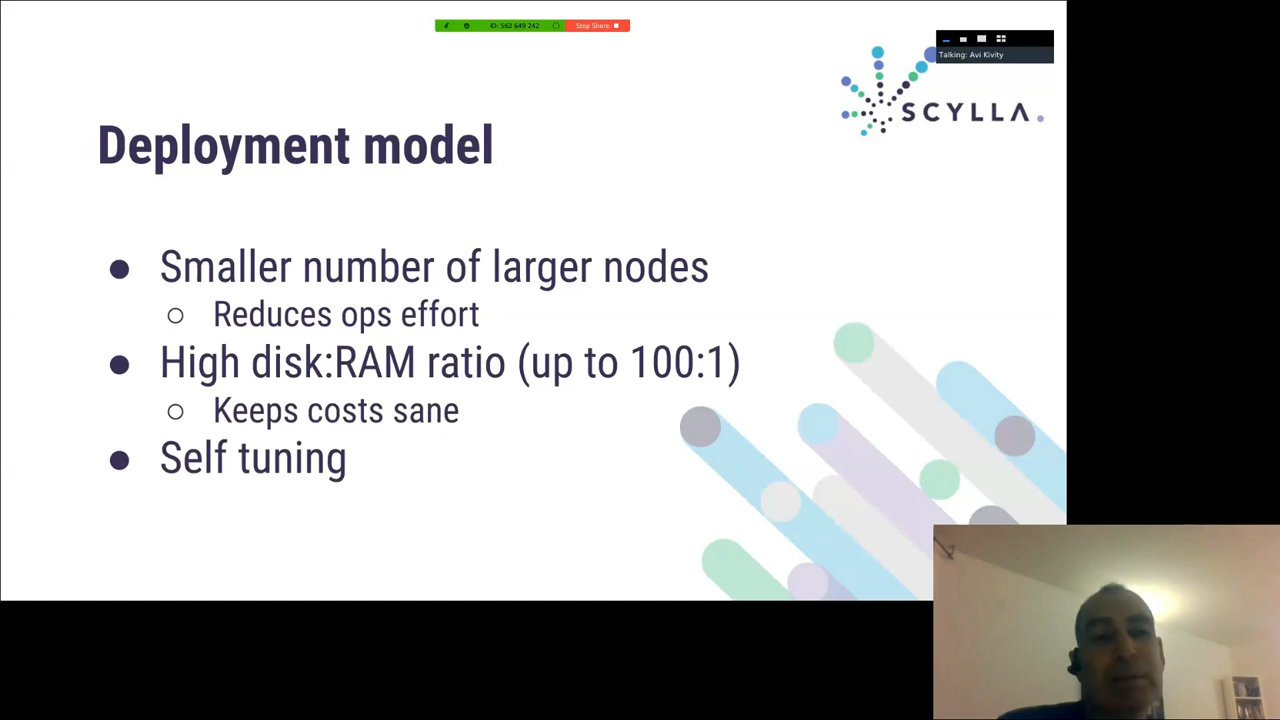 ID: 562 649 242
Stop Share
Talking: Avi Kivity
SCYLLA.
Deployment model
● Smaller number of larger nodes
○ Reduces ops effort
● High disk:RAM ratio (up to 100:1)
○ Keeps costs sane
● Self tuning